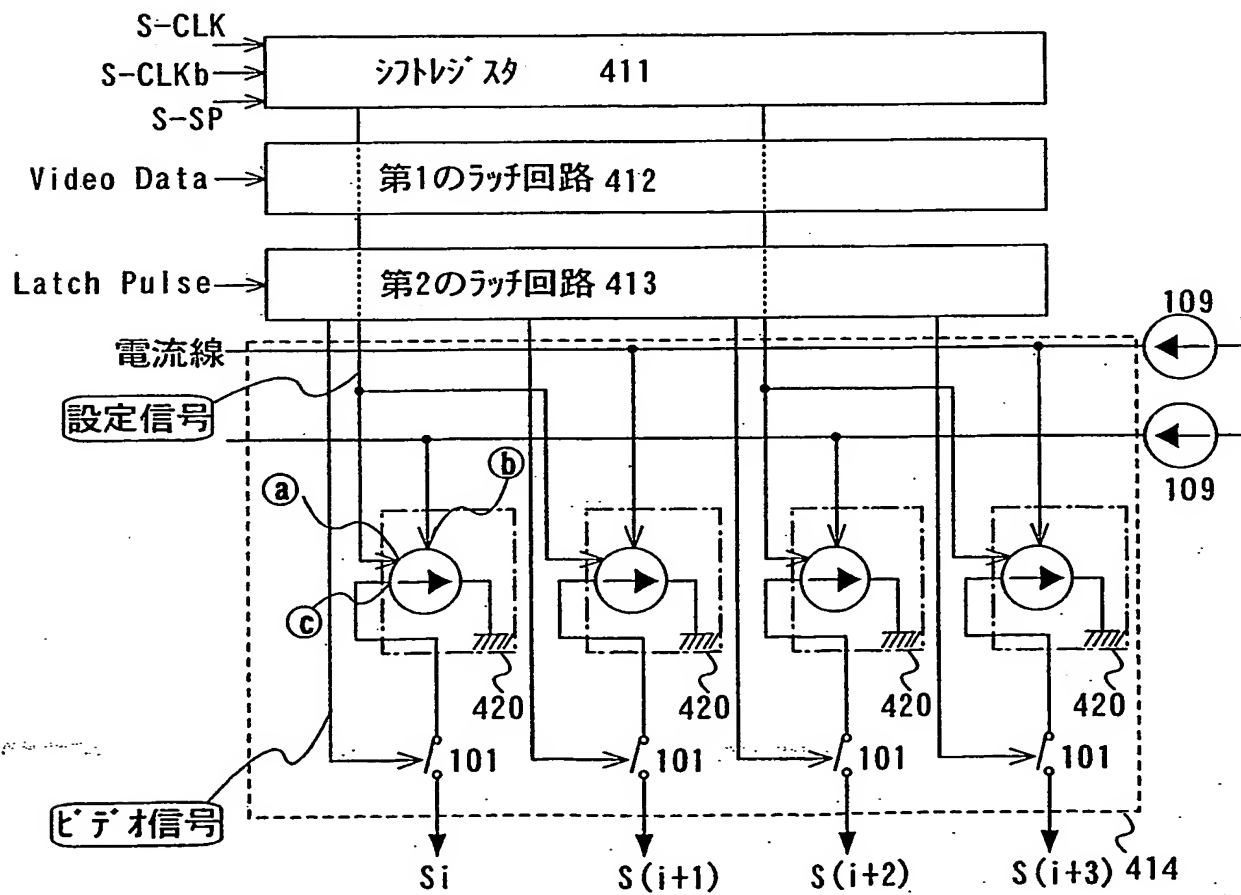 S-CLK
S-CLKb
S-SP
シフトレジスタ 411
Video Data
第1のラッチ回路 412
Latch Pulse
第2のラッチ回路 413
109
電流線
設定信号
109
ⓐ
ⓑ
ⓒ
420
420
420
420
101
101
101
101
ビデオ信号
Si
S(i+1)
S(i+2)
S(i+3)
414